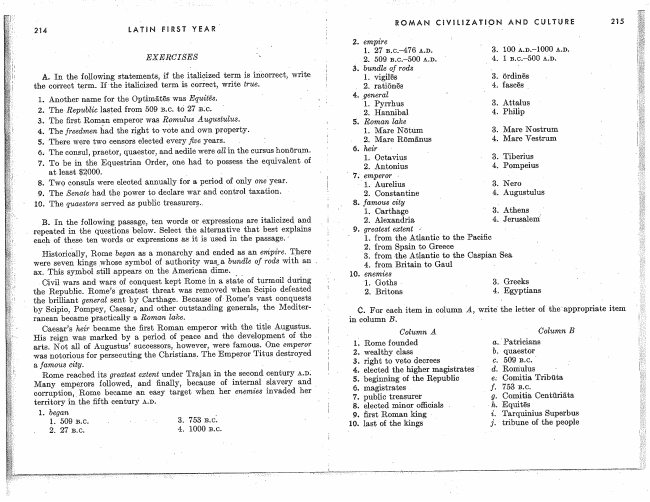 214 LATIN FIRST YEAR
EXERCISES
A. In the following statements, if the italicized term is incorrect, write
the correct term. If the italicized term is correct, write true.
1. Another name for the Optimātēs was Equitēs.
2. The Republic lasted from 509 B.C. to 27 B.C.
3. The first Roman emperor was Romulus Augustulus.
4. The freedmen had the right to vote and own property.
5. There were two censors elected every five years.
6. The consul, praetor, quaestor, and aedile were all in the cursus honōrum.
7. To be in the Equestrian Order, one had to possess the equivalent of
at least $2000.
8. Two consuls were elected annually for a period of only one year.
9. The Senate had the power to declare war and control taxation.
10. The quaestors served as public treasurers.
B. In the following passage, ten words or expressions are italicized and
repeated in the questions below. Select the alternative that best explains
each of these ten words or expressions as it is used in the passage.
Historically, Rome began as a monarchy and ended as an empire. There
were seven kings whose symbol of authority was a bundle of rods with an
ax. This symbol still appears on the American dime.
Civil wars and wars of conquest kept Rome in a state of turmoil during
the Republic. Rome's greatest threat was removed when Scipio defeated
the brilliant general sent by Carthage. Because of Rome's vast conquests
by Scipio, Pompey, Caesar, and other outstanding generals, the Mediter-
ranean became practically a Roman lake.
Caesar's heir became the first Roman emperor with the title Augustus.
His reign was marked by a period of peace and the development of the
arts. Not all of Augustus' successors, however, were famous. One emperor
was notorious for persecuting the Christians. The Emperor Titus destroyed
a famous city.
Rome reached its greatest extent under Trajan in the second century A.D.
Many emperors followed, and finally, because of internal slavery and
corruption, Rome became an easy target when her enemies invaded her
territory in the fifth century A.D.
1. began
1. 509 B.C. 3. 753 B.C.
2. 27 B.C. 4. 1000 B.C.
ROMAN CIVILIZATION AND CULTURE 215
2. empire
1. 27 B.C.–476 A.D. 3. 100 A.D.–1000 A.D.
2. 509 B.C.–500 A.D. 4. 1 B.C.–500 A.D.
3. bundle of rods
1. vigilēs 3. ōrdinēs
2. ratiōnēs 4. fascēs
4. general
1. Pyrrhus 3. Attalus
2. Hannibal 4. Philip
5. Roman lake
1. Mare Nōtum 3. Mare Nostrum
2. Mare Rōmānus 4. Mare Vestrum
6. heir
1. Octavius 3. Tiberius
2. Antonius 4. Pompeius
7. emperor
1. Aurelius 3. Nero
2. Constantine 4. Augustulus
8. famous city
1. Carthage 3. Athens
2. Alexandria 4. Jerusalem
9. greatest extent
1. from the Atlantic to the Pacific
2. from Spain to Greece
3. from the Atlantic to the Caspian Sea
4. from Britain to Gaul
10. enemies
1. Goths 3. Greeks
2. Britons 4. Egyptians
C. For each item in column A, write the letter of the appropriate item
in column B.
Column A Column B
1. Rome founded a. Patricians
2. wealthy class b. quaestor
3. right to veto decrees c. 509 B.C.
4. elected the higher magistrates d. Romulus
5. beginning of the Republic e. Comitia Tribūta
6. magistrates f. 753 B.C.
7. public treasurer g. Comitia Centūriāta
8. elected minor officials h. Equitēs
9. first Roman king i. Tarquinius Superbus
10. last of the kings j. tribune of the people